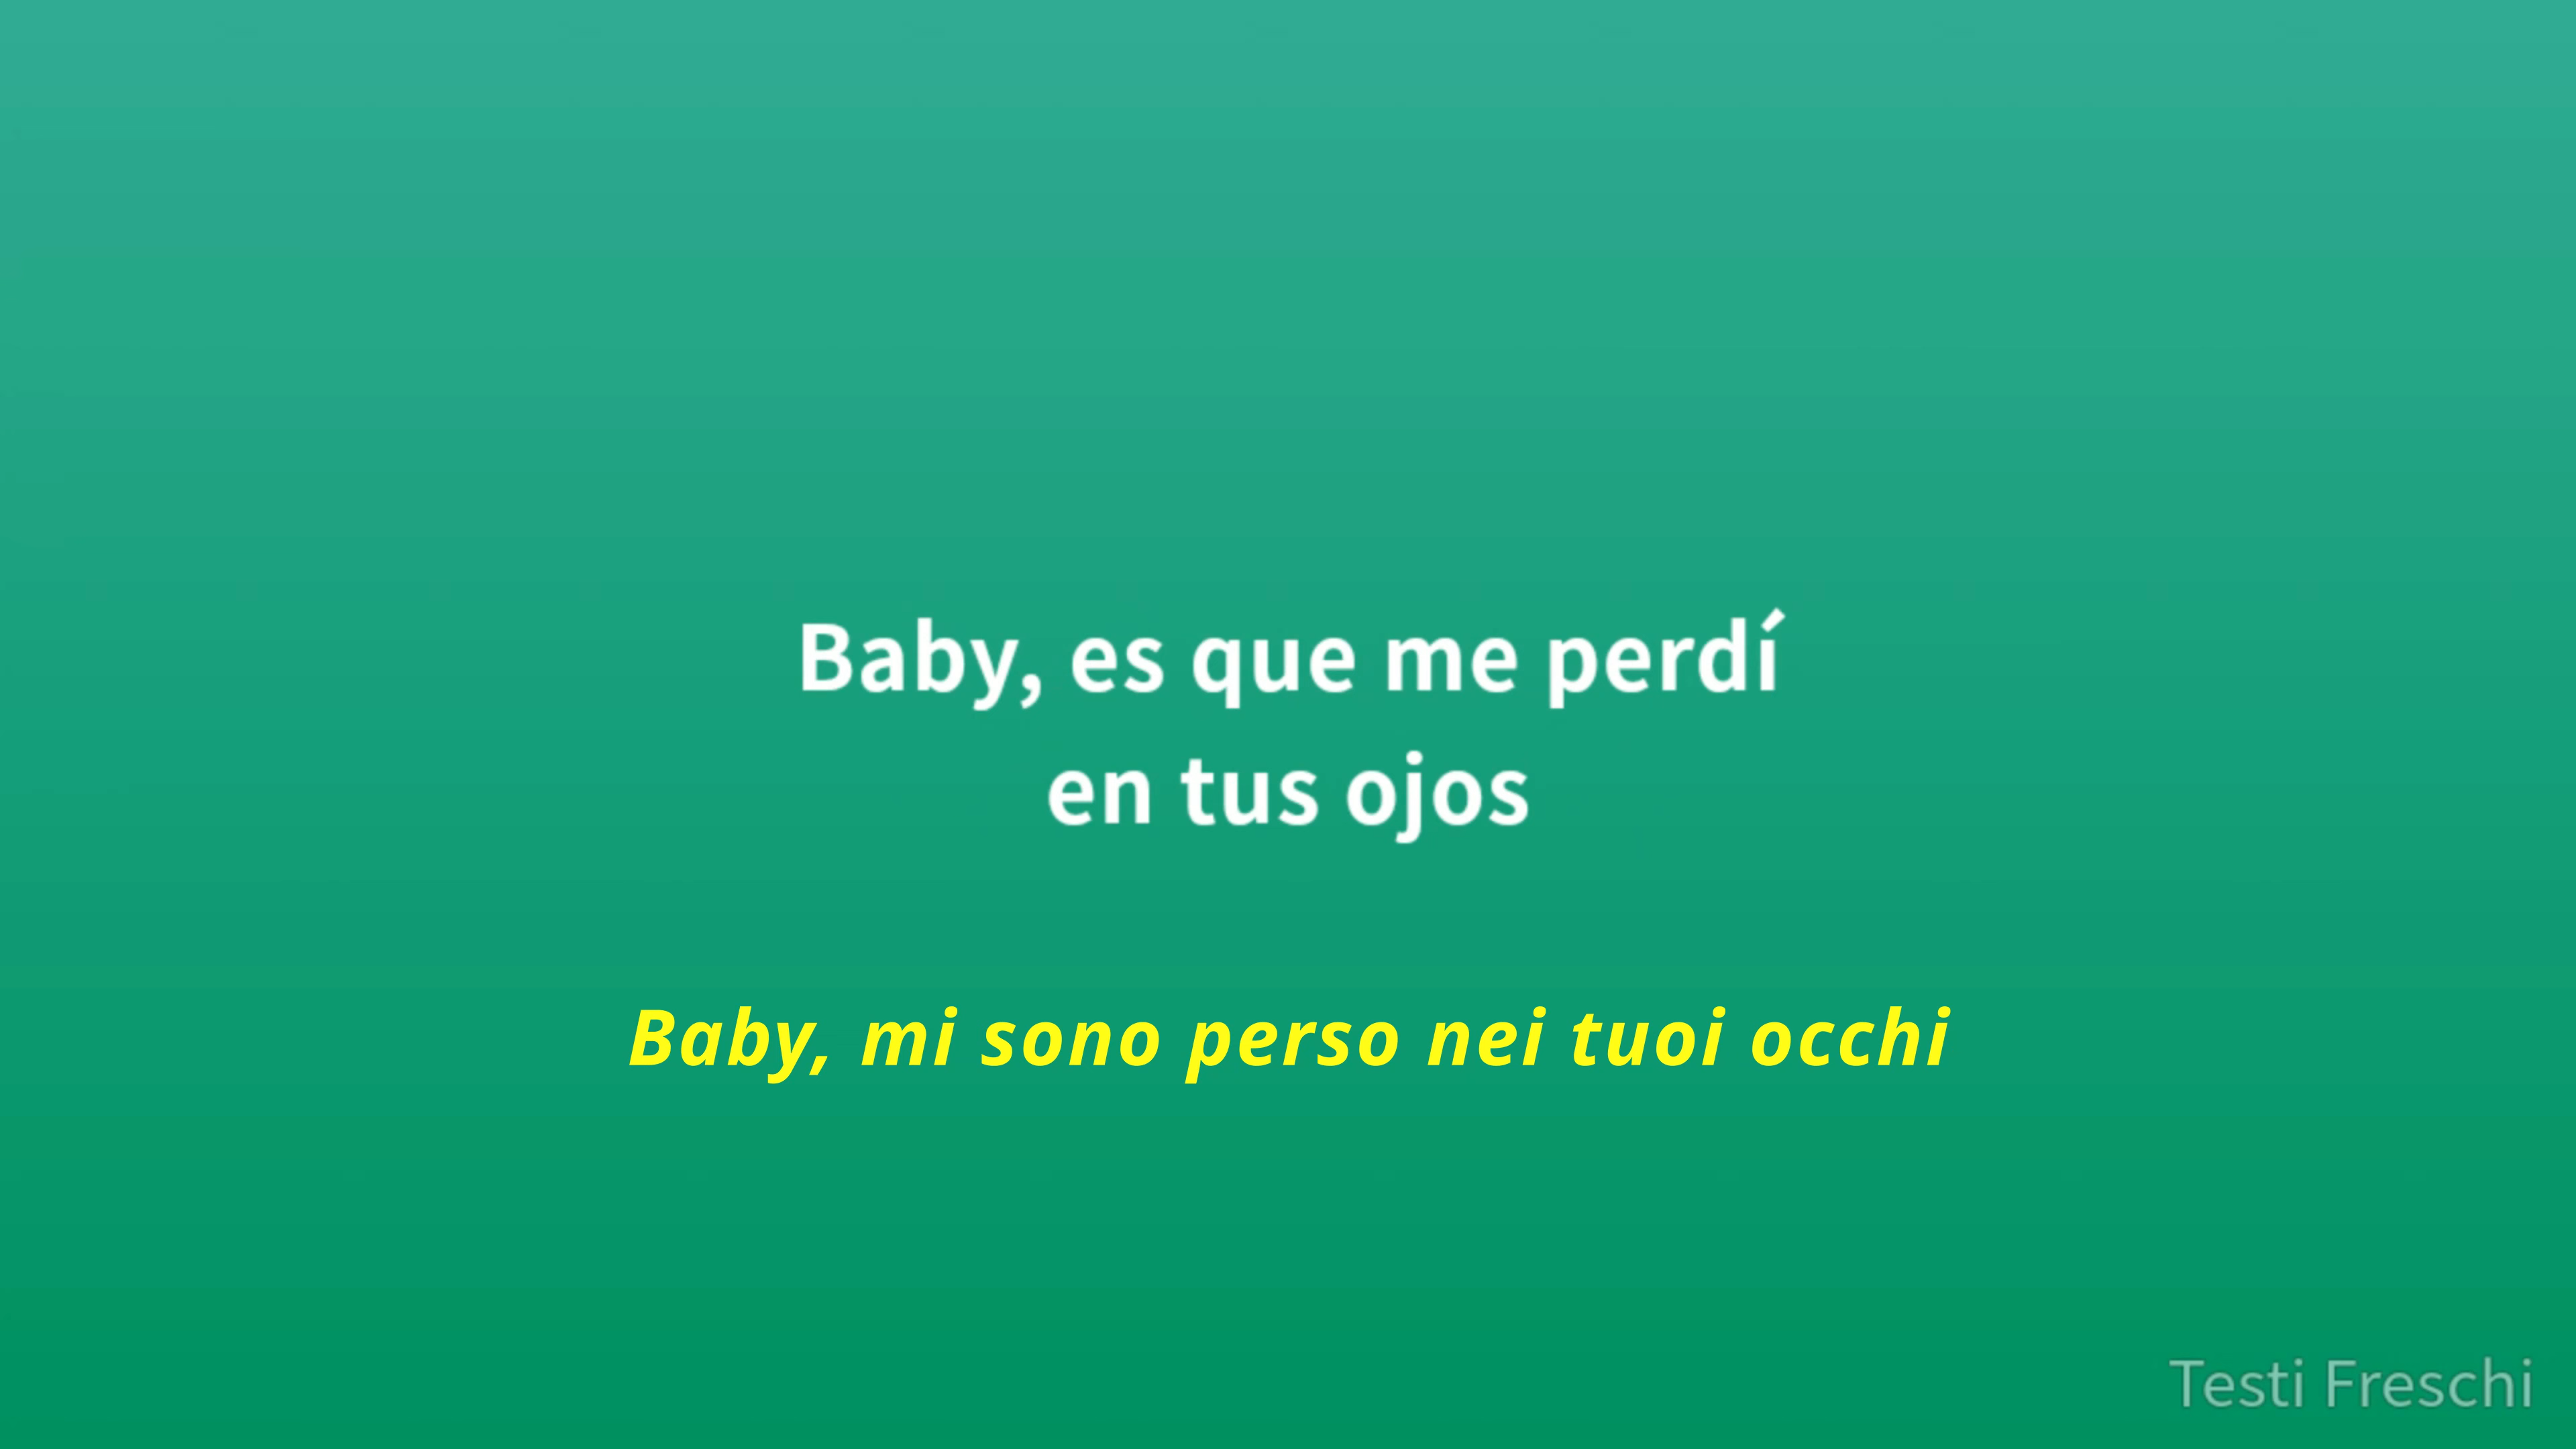 Baby, es que me perdí
en tus ojos
Baby, mi sono perso nei tuoi occhi
Testi Freschi